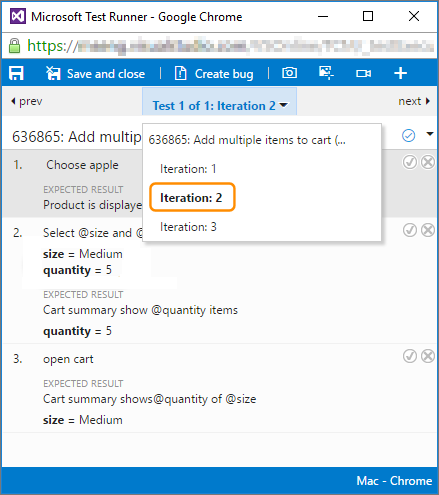 Microsoft Test Runner - Google Chrome
https://
Save and close
Create bug
prev
Test 1 of 1: Iteration 2
next
636865: Add multip
636865: Add multiple items to cart (...
Iteration: 1
Iteration: 2
Iteration: 3
1. Choose apple
EXPECTED RESULT
Product is displaye
2. Select @size and @
size = Medium
quantity = 5
EXPECTED RESULT
Cart summary show @quantity items
quantity = 5
3. open cart
EXPECTED RESULT
Cart summary shows@quantity of @size
size = Medium
Mac - Chrome